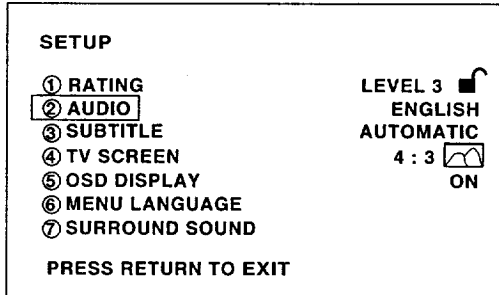 SETUP
① RATING LEVEL 3
② AUDIO ENGLISH
③ SUBTITLE AUTOMATIC
④ TV SCREEN 4 : 3
⑤ OSD DISPLAY ON
⑥ MENU LANGUAGE
⑦ SURROUND SOUND
PRESS RETURN TO EXIT